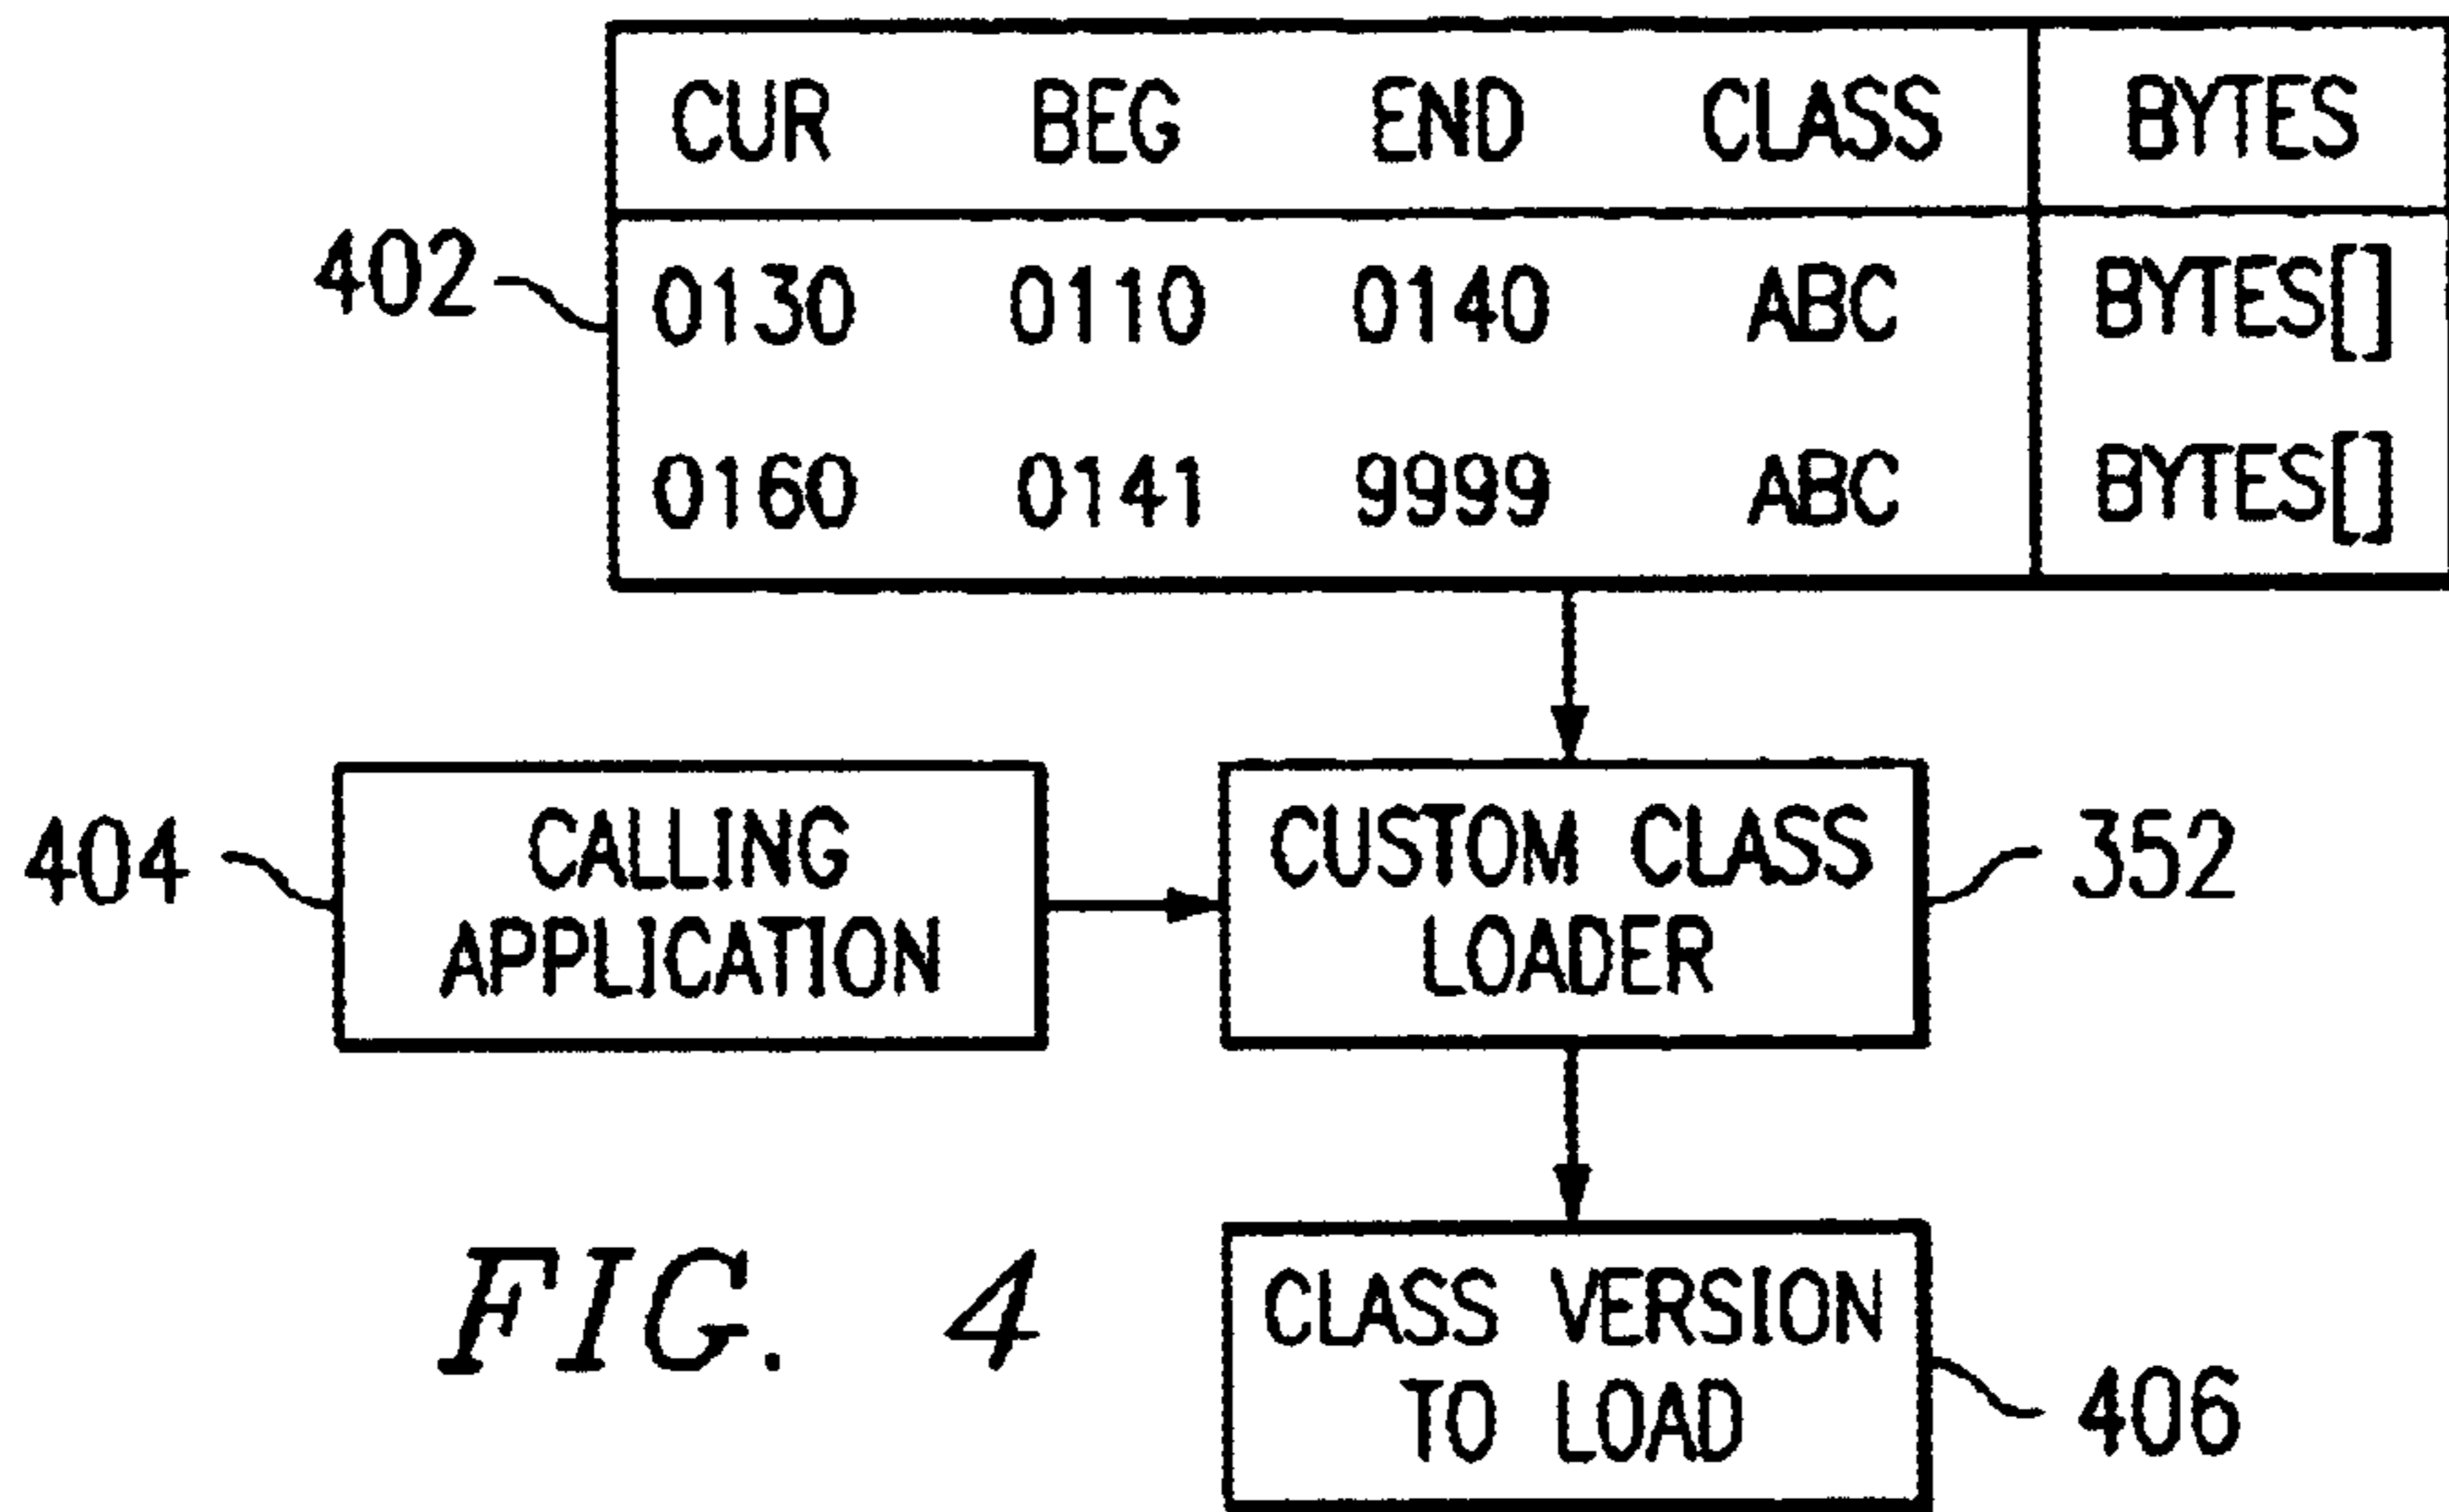 CUR BEG END CLASS BYTES
402
0130 0110 0140 ABC BYTES[]
0160 0141 9999 ABC BYTES[]
404
CALLING
APPLICATION
CUSTOM CLASS
LOADER
352
FIG. 4
CLASS VERSION
TO LOAD
406